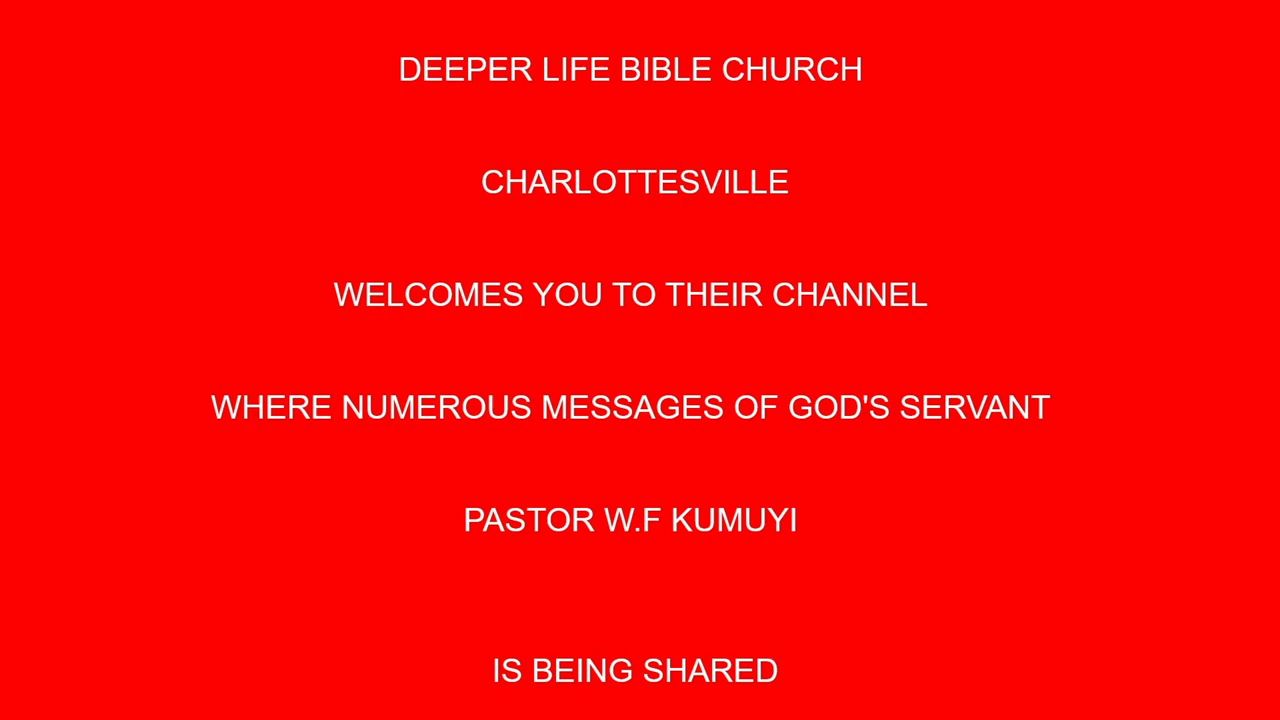 DEEPER LIFE BIBLE CHURCH
CHARLOTTESVILLE
WELCOMES YOU TO THEIR CHANNEL
WHERE NUMEROUS MESSAGES OF GOD'S SERVANT
PASTOR W.F KUMUYI
IS BEING SHARED